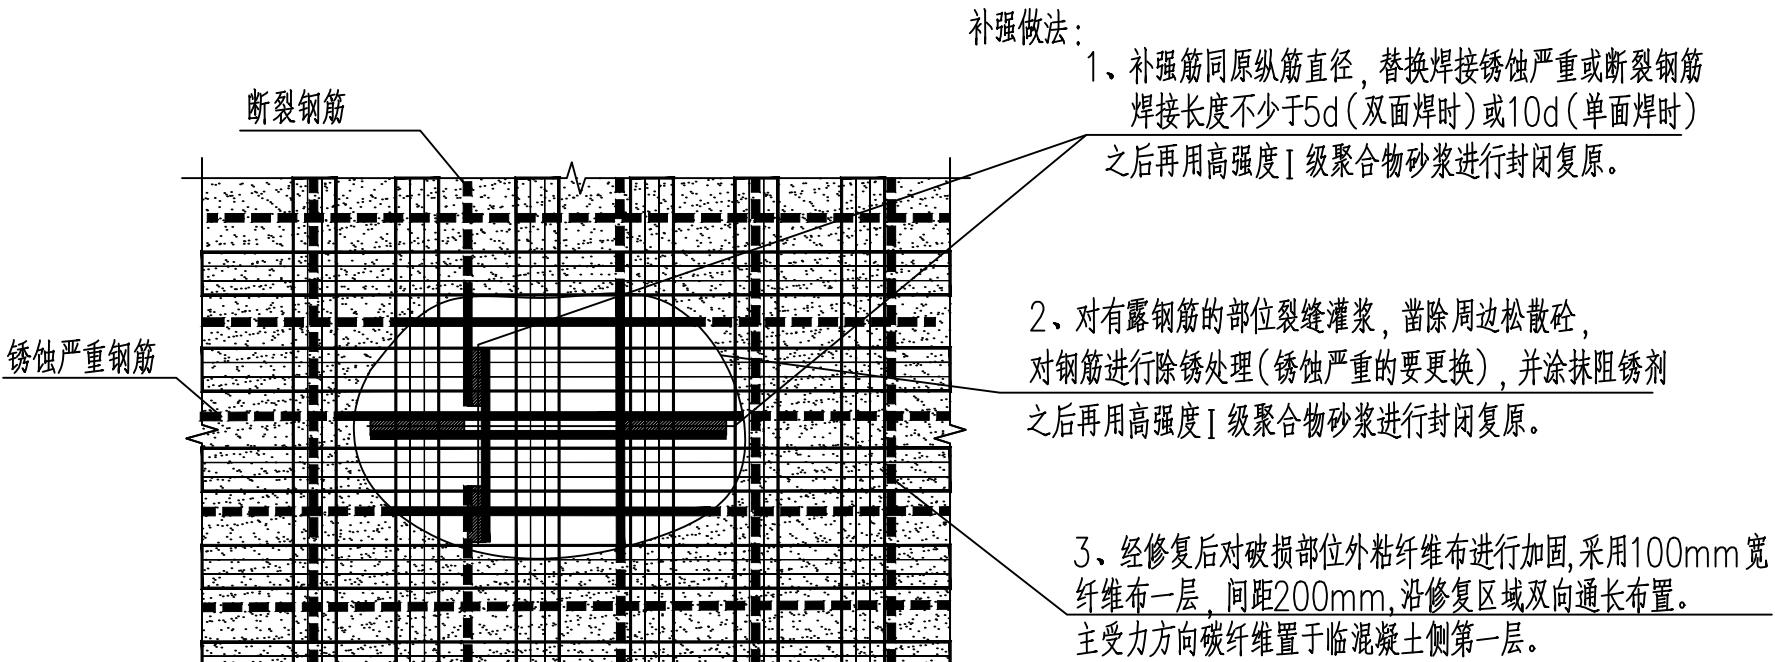 补强做法：
1、补强筋同原纵筋直径，替换焊接锈蚀严重或断裂钢筋
焊接长度不少于5d（双面焊时）或10d（单面焊时）
之后再用高强度I 级聚合物砂浆进行封闭复原。
断裂钢筋
2、对有露钢筋的部位裂缝灌浆，凿除周边松散砼，
对钢筋进行除锈处理（锈蚀严重的要更换），并涂抹阻锈剂
之后再用高强度I 级聚合物砂浆进行封闭复原。
锈蚀严重钢筋
3、经修复后对破损部位外粘纤维布进行加固，采用100mm宽
纤维布一层，间距200mm，沿修复区域双向通长布置。
主受力方向碳纤维置于临混凝土侧第一层。